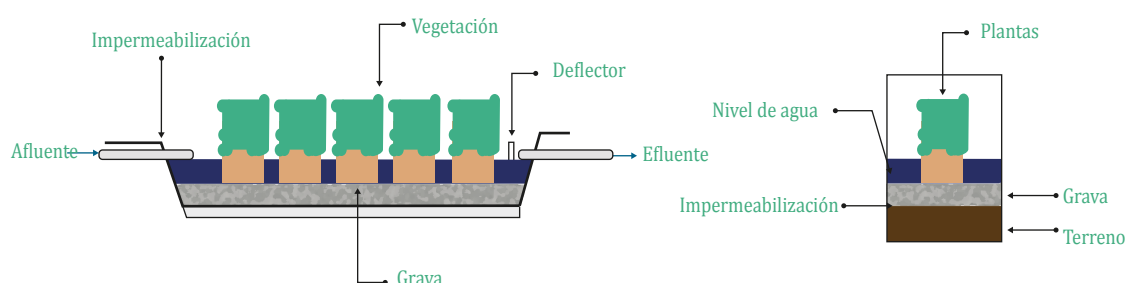 Vegetación
Impermeabilización
Deflector
Afluente
Efluente
Grava
Plantas
Nivel de agua
Impermeabilización
Grava
Terreno